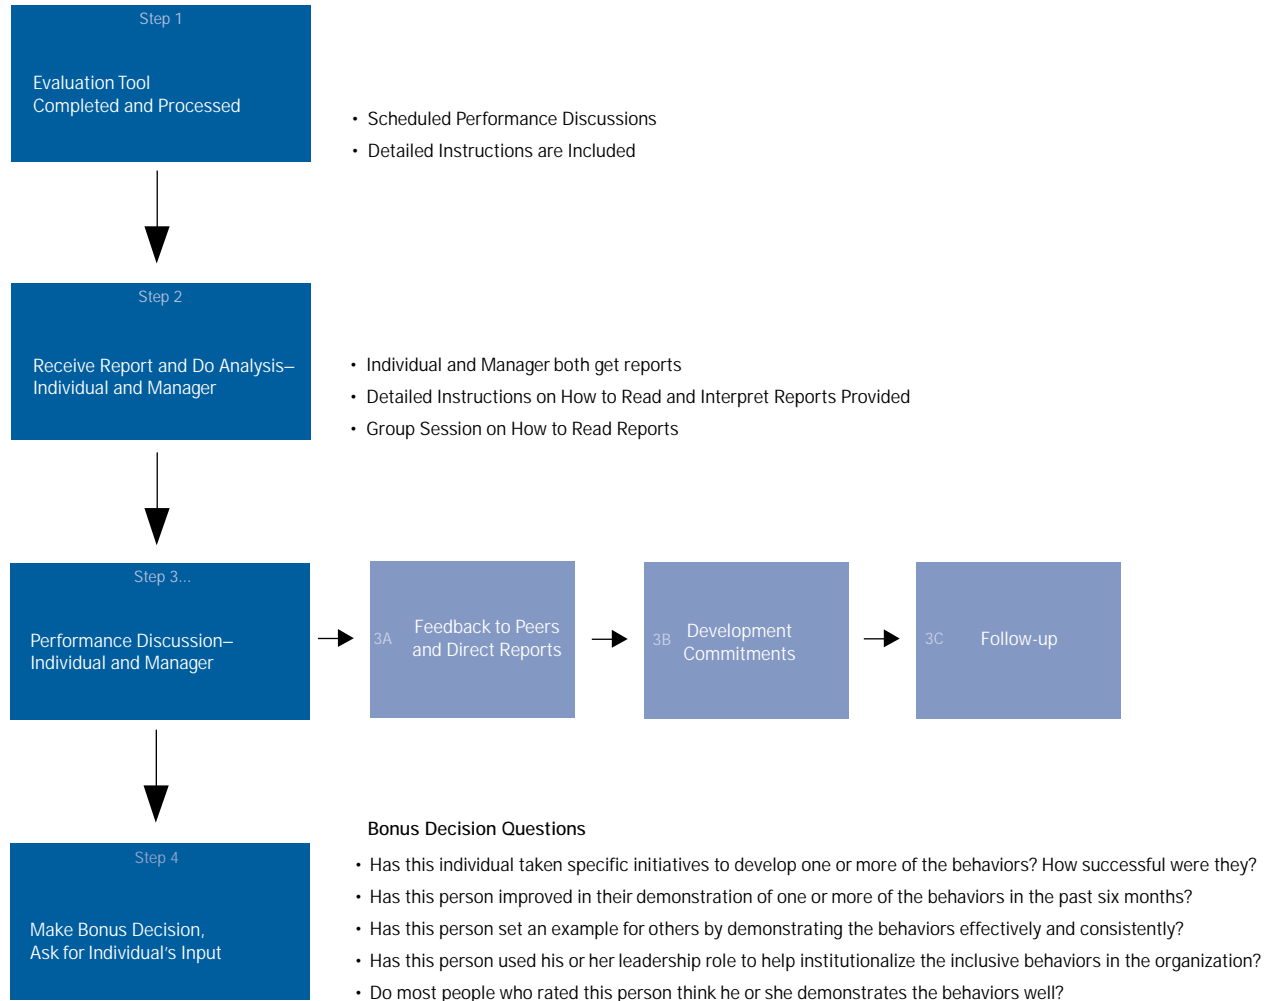 Step 1
Evaluation Tool
Completed and Processed
• Scheduled Performance Discussions
• Detailed Instructions are Included
Step 2
Receive Report and Do Analysis–
Individual and Manager
• Individual and Manager both get reports
• Detailed Instructions on How to Read and Interpret Reports Provided
• Group Session on How to Read Reports
Step 3...
Performance Discussion–
Individual and Manager
3A
Feedback to Peers
and Direct Reports
3B
Development
Commitments
3C
Follow-up
Step 4
Make Bonus Decision,
Ask for Individual's Input
Bonus Decision Questions
• Has this individual taken specific initiatives to develop one or more of the behaviors? How successful were they?
• Has this person improved in their demonstration of one or more of the behaviors in the past six months?
• Has this person set an example for others by demonstrating the behaviors effectively and consistently?
• Has this person used his or her leadership role to help institutionalize the inclusive behaviors in the organization?
• Do most people who rated this person think he or she demonstrates the behaviors well?